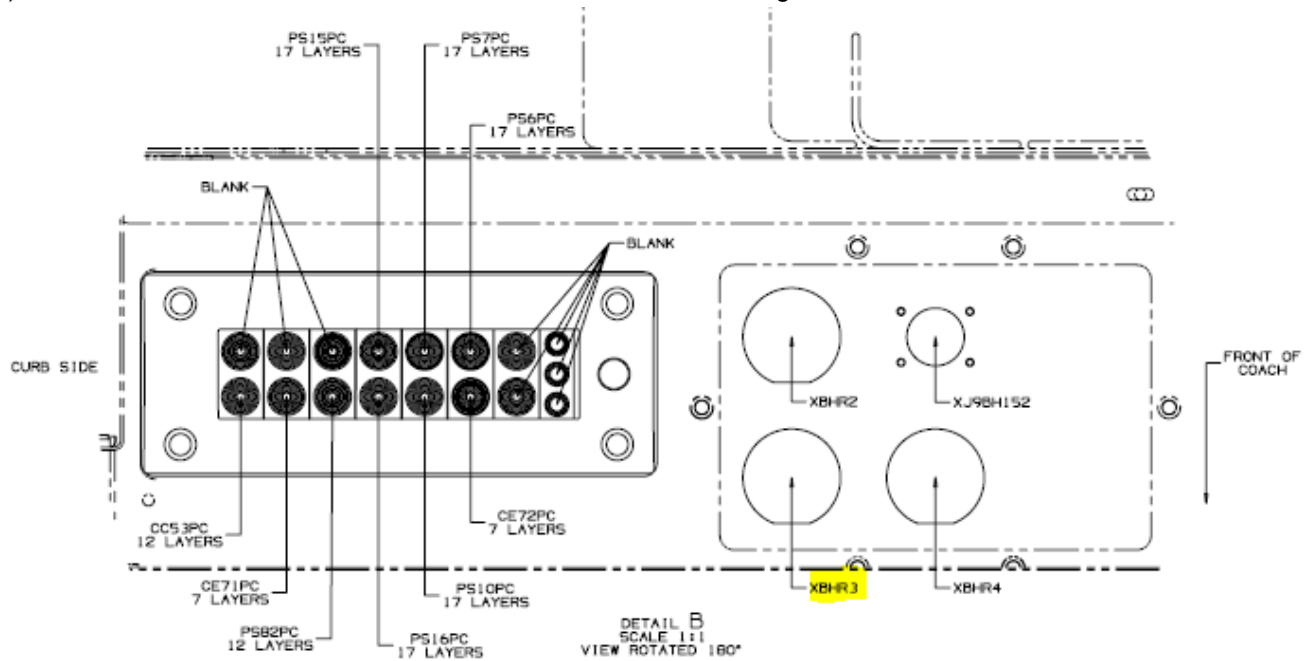 PS15PC
17 LAYERS
PS7PC
17 LAYERS
PS6PC
17 LAYERS
BLANK
BLANK
CURB SIDE
FRONT OF
COACH
XBHR2
XJ9BH152
CC53PC
12 LAYERS
CE72PC
7 LAYERS
CE71PC
7 LAYERS
PS10PC
17 LAYERS
XBHR3
XBHR4
PS82PC
12 LAYERS
PS16PC
17 LAYERS
DETAIL B
SCALE 1:1
VIEW ROTATED 180°